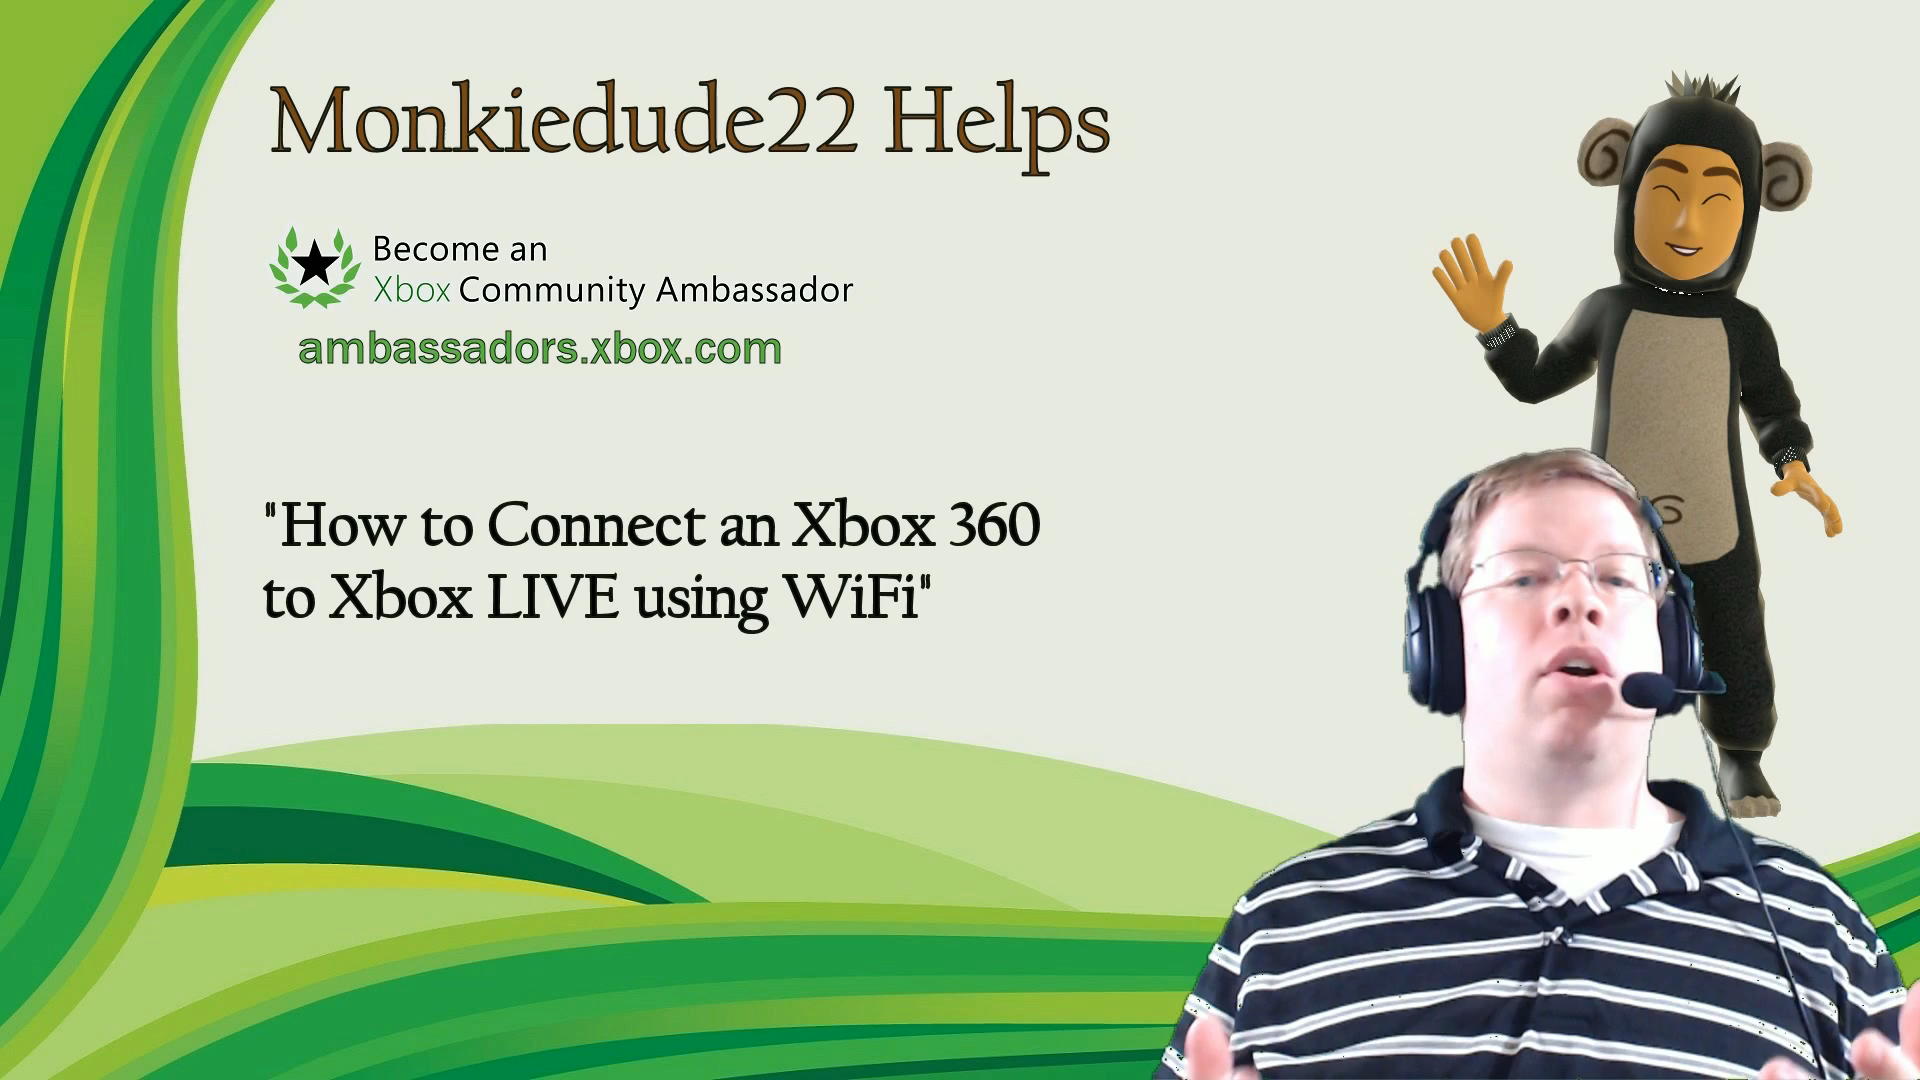 Monkiedude22 Helps
Become an
Xbox Community Ambassador
ambassadors.xbox.com
"How to Connect an Xbox 360
to Xbox LIVE using WiFi"